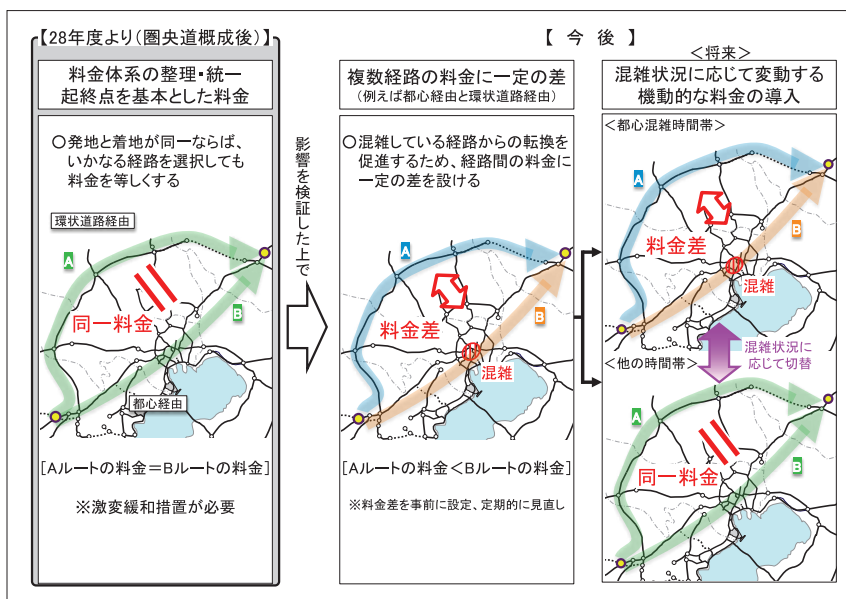 【28年度より(圏央道概成後)】
料金体系の整理・統一
起終点を基本とした料金
○発地と着地が同一ならば、
いかなる経路を選択しても
料金を等しくする
環状道路経由
A
同一料金
B
都心経由
[Aルートの料金=Bルートの料金]
※激変緩和措置が必要
影響を検証した上で
【 今 後 】
複数経路の料金に一定の差
(例えば都心経由と環状道路経由)
○混雑している経路からの転換を
促進するため、経路間の料金に
一定の差を設ける
A
料金差
B
混雑
[Aルートの料金<Bルートの料金]
※料金差を事前に設定、定期的に見直し
<将来>
混雑状況に応じて変動する
機動的な料金の導入
<都心混雑時間帯>
A
料金差
B
混雑
混雑状況に
応じて切替
<他の時間帯>
A
同一料金
B